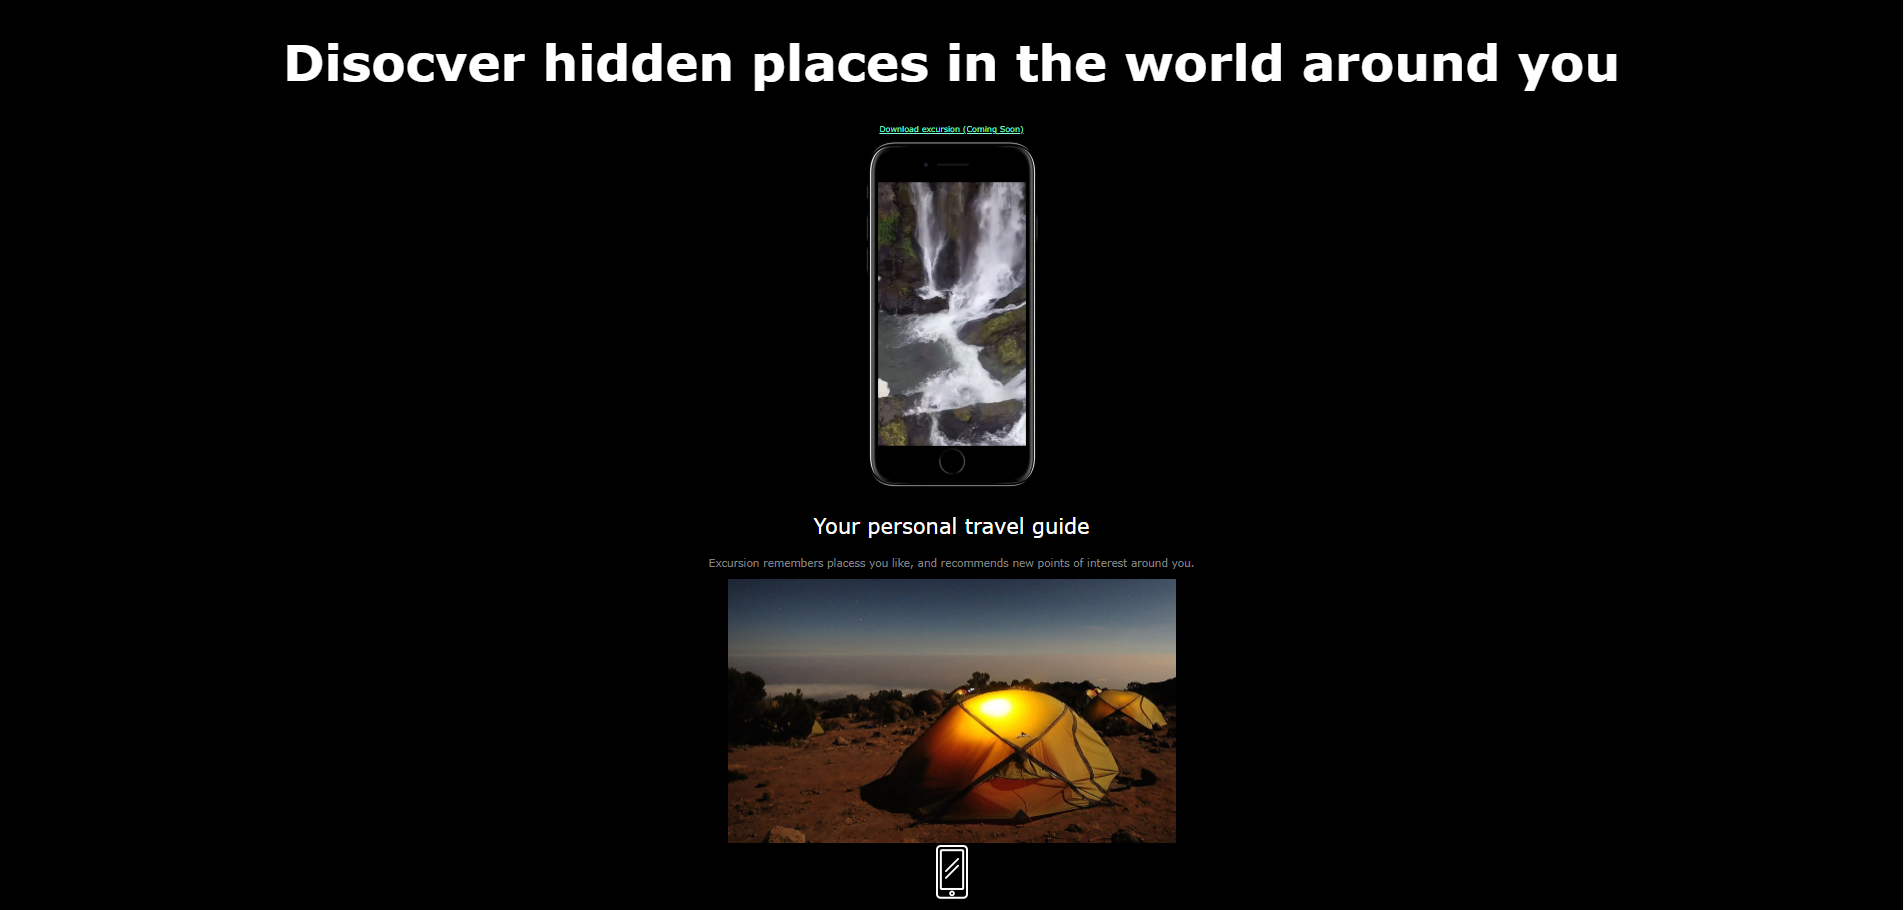 Disocver hidden places in the world around you
Download excursion (Coming Soon)
Your personal travel guide
Excursion remembers placess you like, and recommends new points of interest around you.